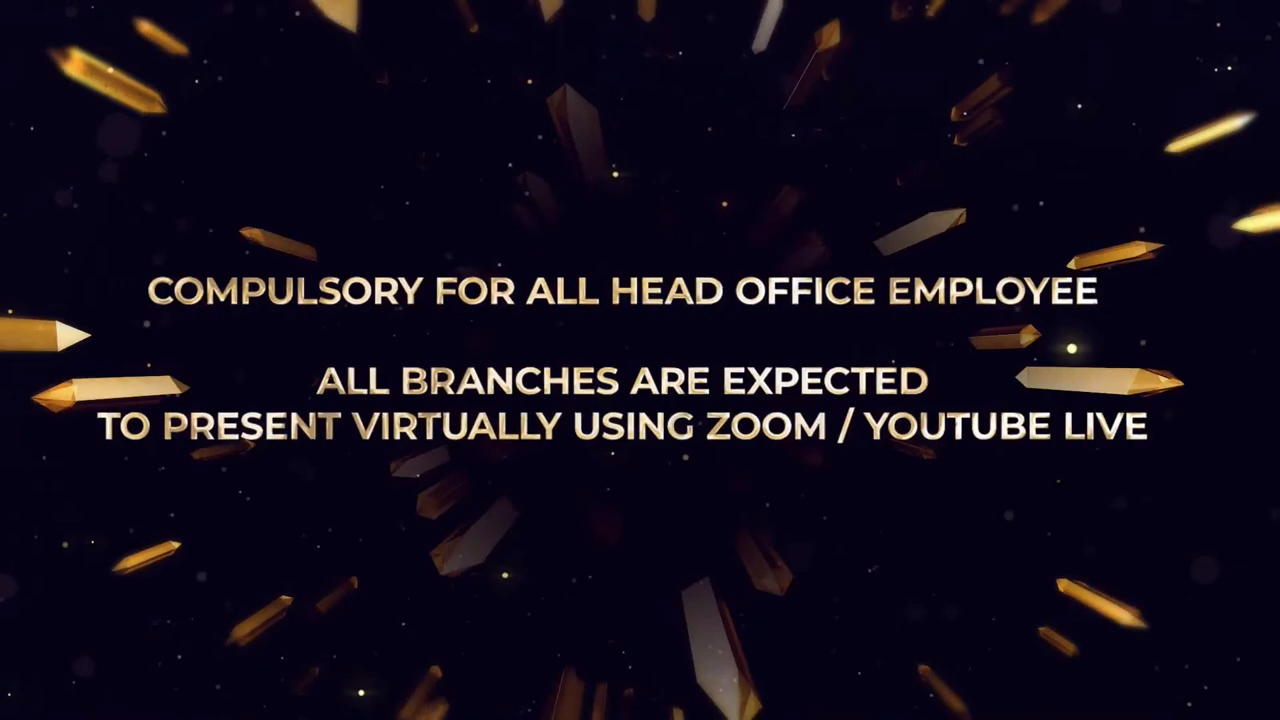 COMPULSORY FOR ALL HEAD OFFICE EMPLOYEE
ALL BRANCHES ARE EXPECTED
TO PRESENT VIRTUALLY USING ZOOM / YOUTUBE LIVE